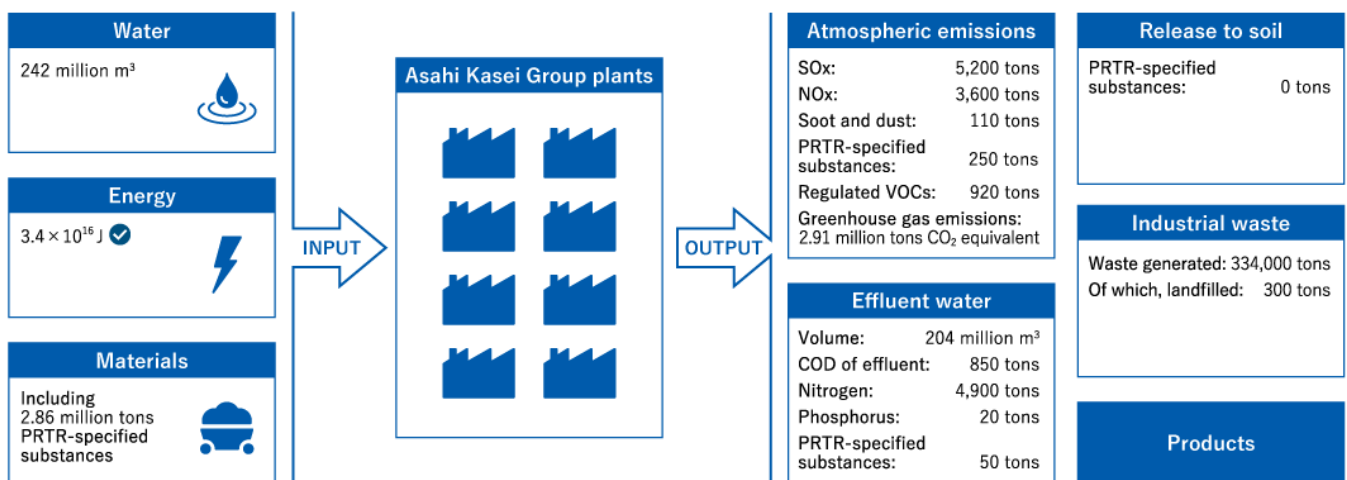 Water
242 million m³
Energy
3.4 × 10¹⁶ J
Materials
Including
2.86 million tons
PRTR-specified
substances
INPUT
Asahi Kasei Group plants
OUTPUT
Atmospheric emissions
SOx: 5,200 tons
NOx: 3,600 tons
Soot and dust: 110 tons
PRTR-specified
substances: 250 tons
Regulated VOCs: 920 tons
Greenhouse gas emissions:
2.91 million tons CO₂ equivalent
Effluent water
Volume: 204 million m³
COD of effluent: 850 tons
Nitrogen: 4,900 tons
Phosphorus: 20 tons
PRTR-specified
substances: 50 tons
Release to soil
PRTR-specified
substances: 0 tons
Industrial waste
Waste generated: 334,000 tons
Of which, landfilled: 300 tons
Products